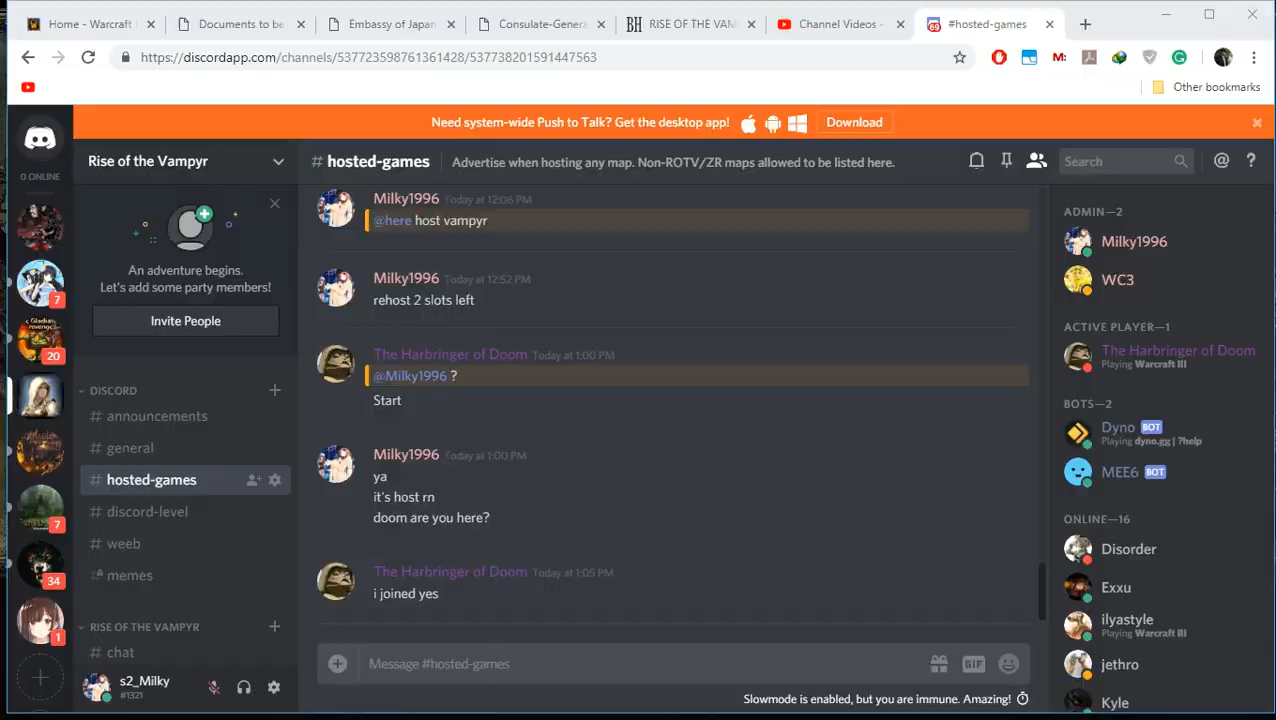 Home - Warcraft
Documents to be
Embassy of Japan
Consulate-Gener
BH
RISE OF THE VAM
Channel Videos -
69
#hosted-games
https://discordapp.com/channels/537723598761361428/537738201591447563
M:
Other bookmarks
Need system-wide Push to Talk? Get the desktop app!
Download
0 ONLINE
7
20
7
34
1
Rise of the Vampyr
An adventure begins.
Let's add some party members!
Invite People
DISCORD
# announcements
# general
# hosted-games
# discord-level
# weeb
# memes
RISE OF THE VAMPYR
# chat
s2_Milky
#1321
# hosted-games
Advertise when hosting any map. Non-ROTV/ZR maps allowed to be listed here.
Search
Milky1996 Today at 12:06 PM
@here host vampyr
Milky1996 Today at 12:52 PM
rehost 2 slots left
The Harbringer of Doom Today at 1:00 PM
@Milky1996 ?
Start
Milky1996 Today at 1:00 PM
ya
it's host rn
doom are you here?
The Harbringer of Doom Today at 1:05 PM
i joined yes
Message #hosted-games
GIF
Slowmode is enabled, but you are immune. Amazing!
ADMIN—2
Milky1996
WC3
ACTIVE PLAYER—1
The Harbringer of Doom
Playing Warcraft III
BOTS—2
Dyno BOT
Playing dyno.gg | ?help
MEE6 BOT
ONLINE—16
Disorder
Exxu
ilyastyle
Playing Warcraft III
jethro
Kyle